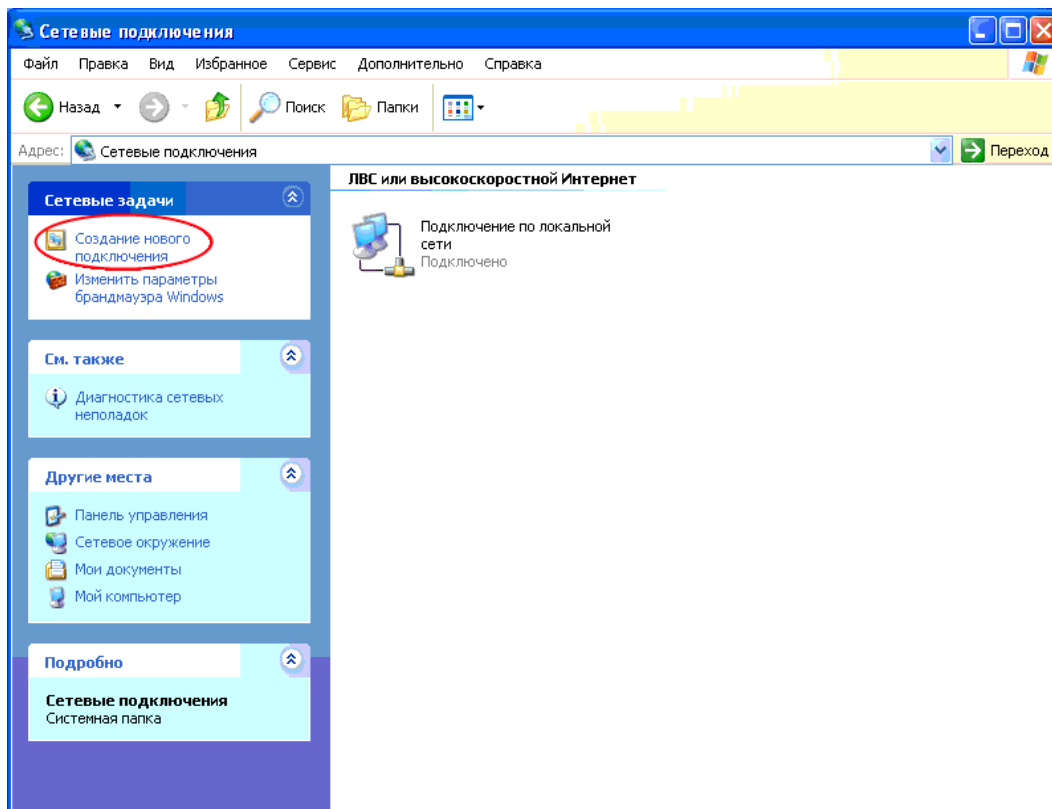 Сетевые подключения
Файл Правка Вид Избранное Сервис Дополнительно Справка
Назад Поиск Папки
Адрес: Сетевые подключения Переход
Сетевые задачи
Создание нового
подключения
Изменить параметры
брандмауэра Windows
См. также
Диагностика сетевых
неполадок
Другие места
Панель управления
Сетевое окружение
Мои документы
Мой компьютер
Подробно
Сетевые подключения
Системная папка
ЛВС или высокоскоростной Интернет
Подключение по локальной
сети
Подключено